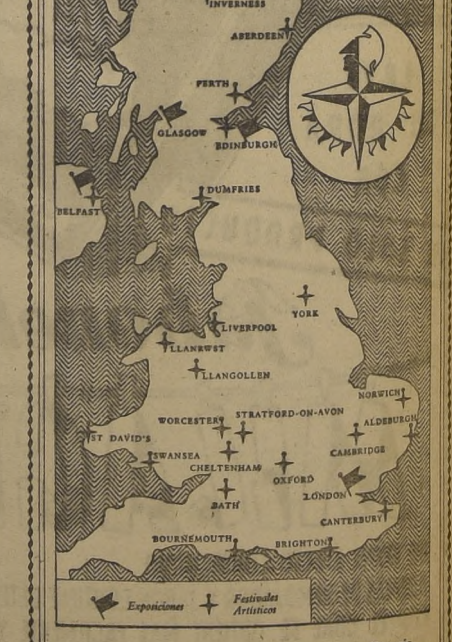 INVERNESS
ABERDEEN
PERTH
GLASGOW
EDINBURGH
DUMFRIES
BELFAST
YORK
LIVERPOOL
LLANRWST
LLANGOLLEN
NORWICH
WORCESTER
STRATFORD-ON-AVON
ALDEBURGH
ST DAVID'S
CAMBRIDGE
SWANSEA
CHELTENHAM
OXFORD
LONDON
BATH
CANTERBURY
BOURNEMOUTH
BRIGHTON
Exposiciones
Festivales
Artísticos